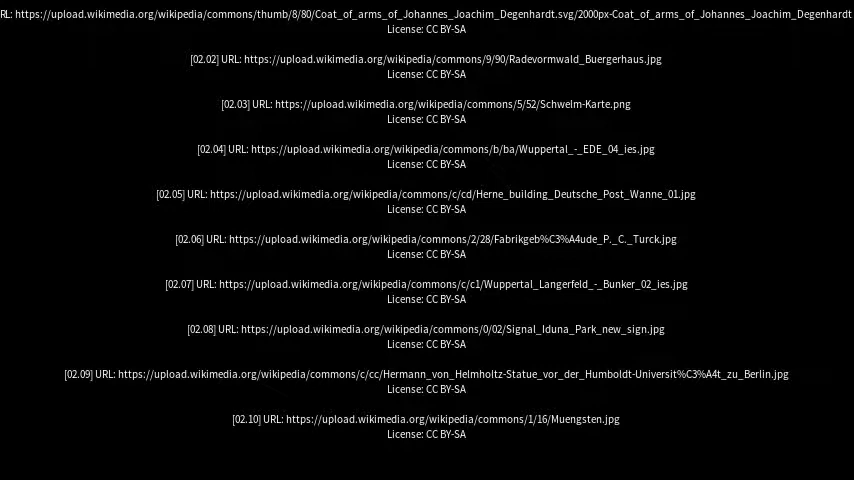 RL: https://upload.wikimedia.org/wikipedia/commons/thumb/8/80/Coat_of_arms_of_Johannes_Joachim_Degenhardt.svg/2000px-Coat_of_arms_of_Johannes_Joachim_Degenhardt
License: CC BY-SA
[02.02] URL: https://upload.wikimedia.org/wikipedia/commons/9/90/Radevormwald_Buergerhaus.jpg
License: CC BY-SA
[02.03] URL: https://upload.wikimedia.org/wikipedia/commons/5/52/Schwelm-Karte.png
License: CC BY-SA
[02.04] URL: https://upload.wikimedia.org/wikipedia/commons/b/ba/Wuppertal_-_EDE_04_ies.jpg
License: CC BY-SA
[02.05] URL: https://upload.wikimedia.org/wikipedia/commons/c/cd/Herne_building_Deutsche_Post_Wanne_01.jpg
License: CC BY-SA
[02.06] URL: https://upload.wikimedia.org/wikipedia/commons/2/28/Fabrikgeb%C3%A4ude_P._C._Turck.jpg
License: CC BY-SA
[02.07] URL: https://upload.wikimedia.org/wikipedia/commons/c/c1/Wuppertal_Langerfeld_-_Bunker_02_ies.jpg
License: CC BY-SA
[02.08] URL: https://upload.wikimedia.org/wikipedia/commons/0/02/Signal_Iduna_Park_new_sign.jpg
License: CC BY-SA
[02.09] URL: https://upload.wikimedia.org/wikipedia/commons/c/cc/Hermann_von_Helmholtz-Statue_vor_der_Humboldt-Universit%C3%A4t_zu_Berlin.jpg
License: CC BY-SA
[02.10] URL: https://upload.wikimedia.org/wikipedia/commons/1/16/Muengsten.jpg
License: CC BY-SA